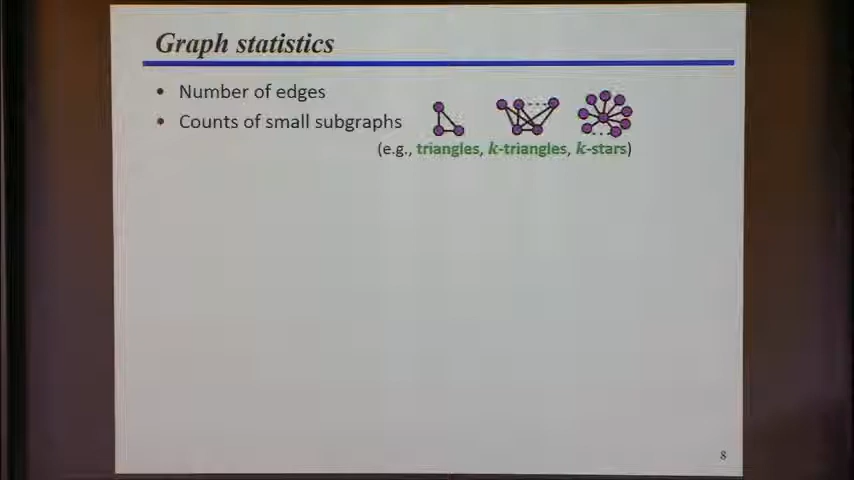 Graph statistics
• Number of edges
• Counts of small subgraphs
(e.g., triangles, k-triangles, k-stars)
8